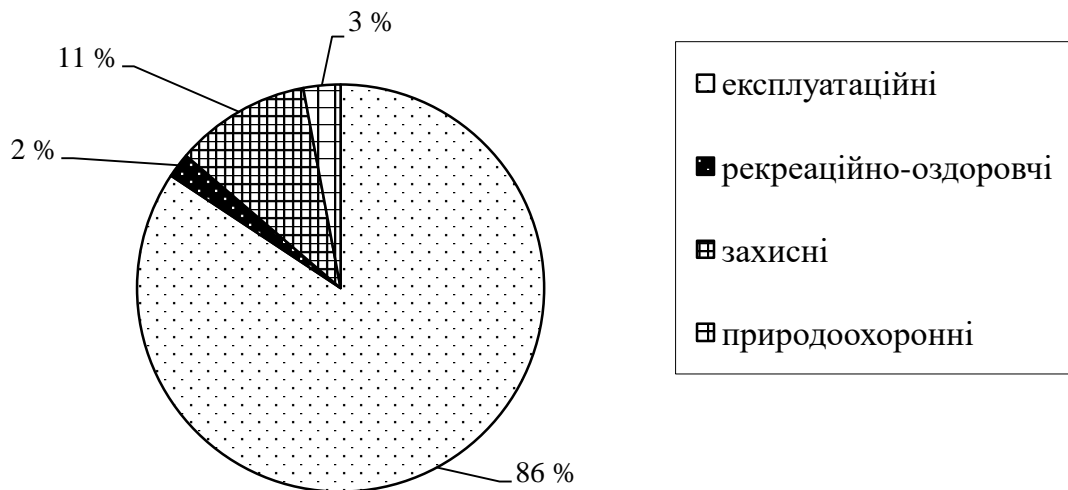 3 %
11 %
2 %
86 %
експлуатаційні
рекреаційно-оздоровчі
захисні
природоохоронні